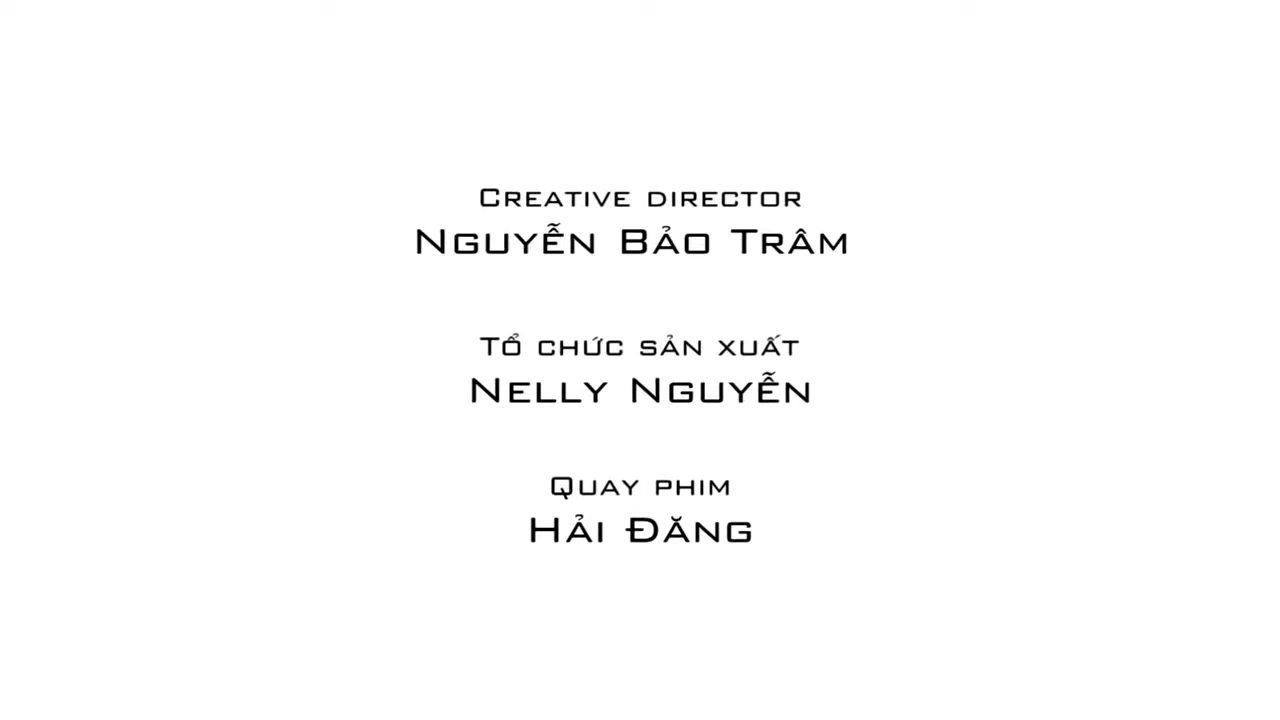 Creative director
Nguyễn Bảo Trâm
Tổ chức sản xuất
Nelly Nguyễn
Quay phim
Hải Đăng